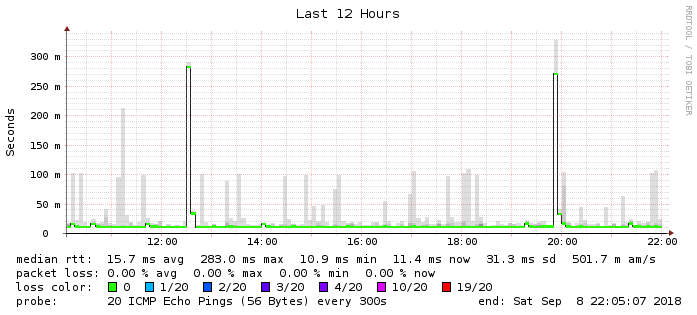 Last 12 Hours
RRDTOOL / TOBI OETIKER
Seconds
300 m
250 m
200 m
150 m
100 m
50 m
0
12:00 14:00 16:00 18:00 20:00 22:00
median rtt: 15.7 ms avg 283.0 ms max 10.9 ms min 11.4 ms now 31.3 ms sd 501.7 m am/s
packet loss: 0.00 % avg 0.00 % max 0.00 % min 0.00 % now
loss color: 0 1/20 2/20 3/20 4/20 10/20 19/20
probe: 20 ICMP Echo Pings (56 Bytes) every 300s end: Sat Sep 8 22:05:07 2018